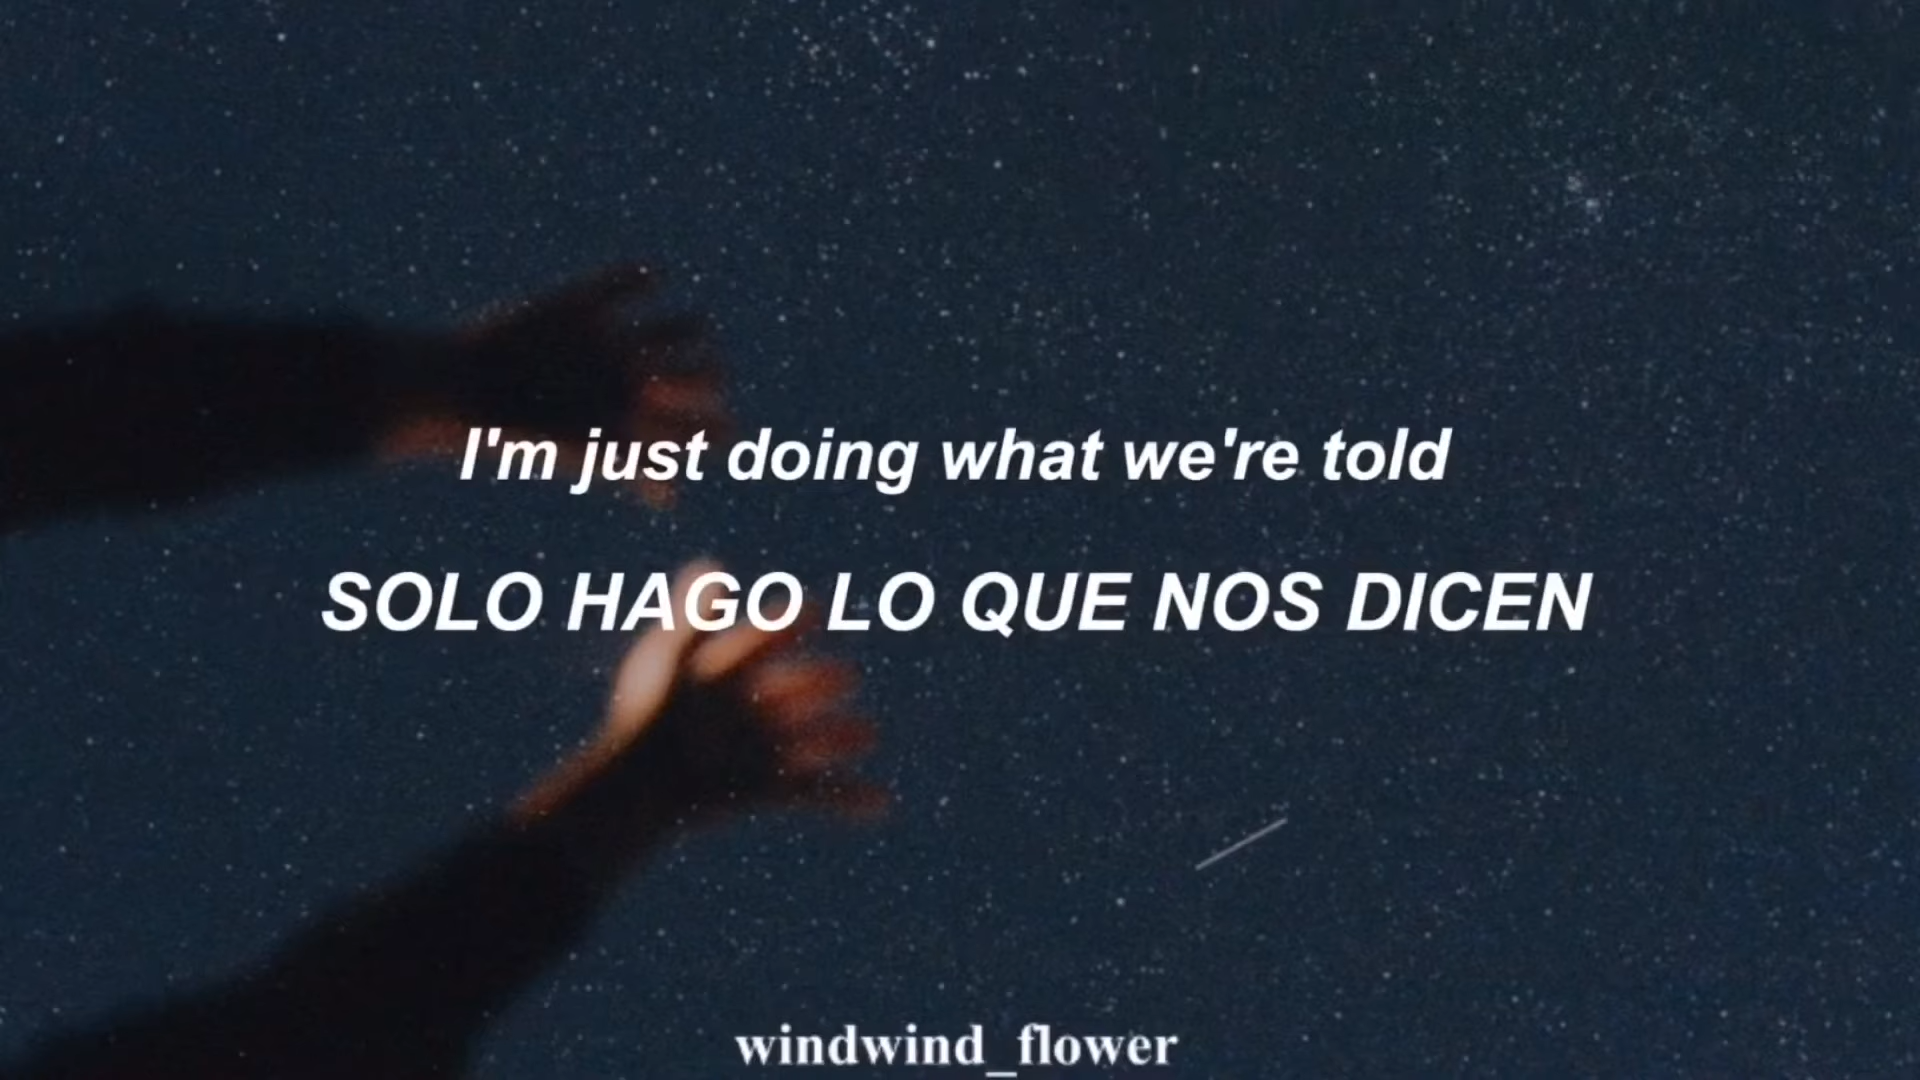 I'm just doing what we're told
SOLO HAGO LO QUE NOS DICEN
windwind_flower